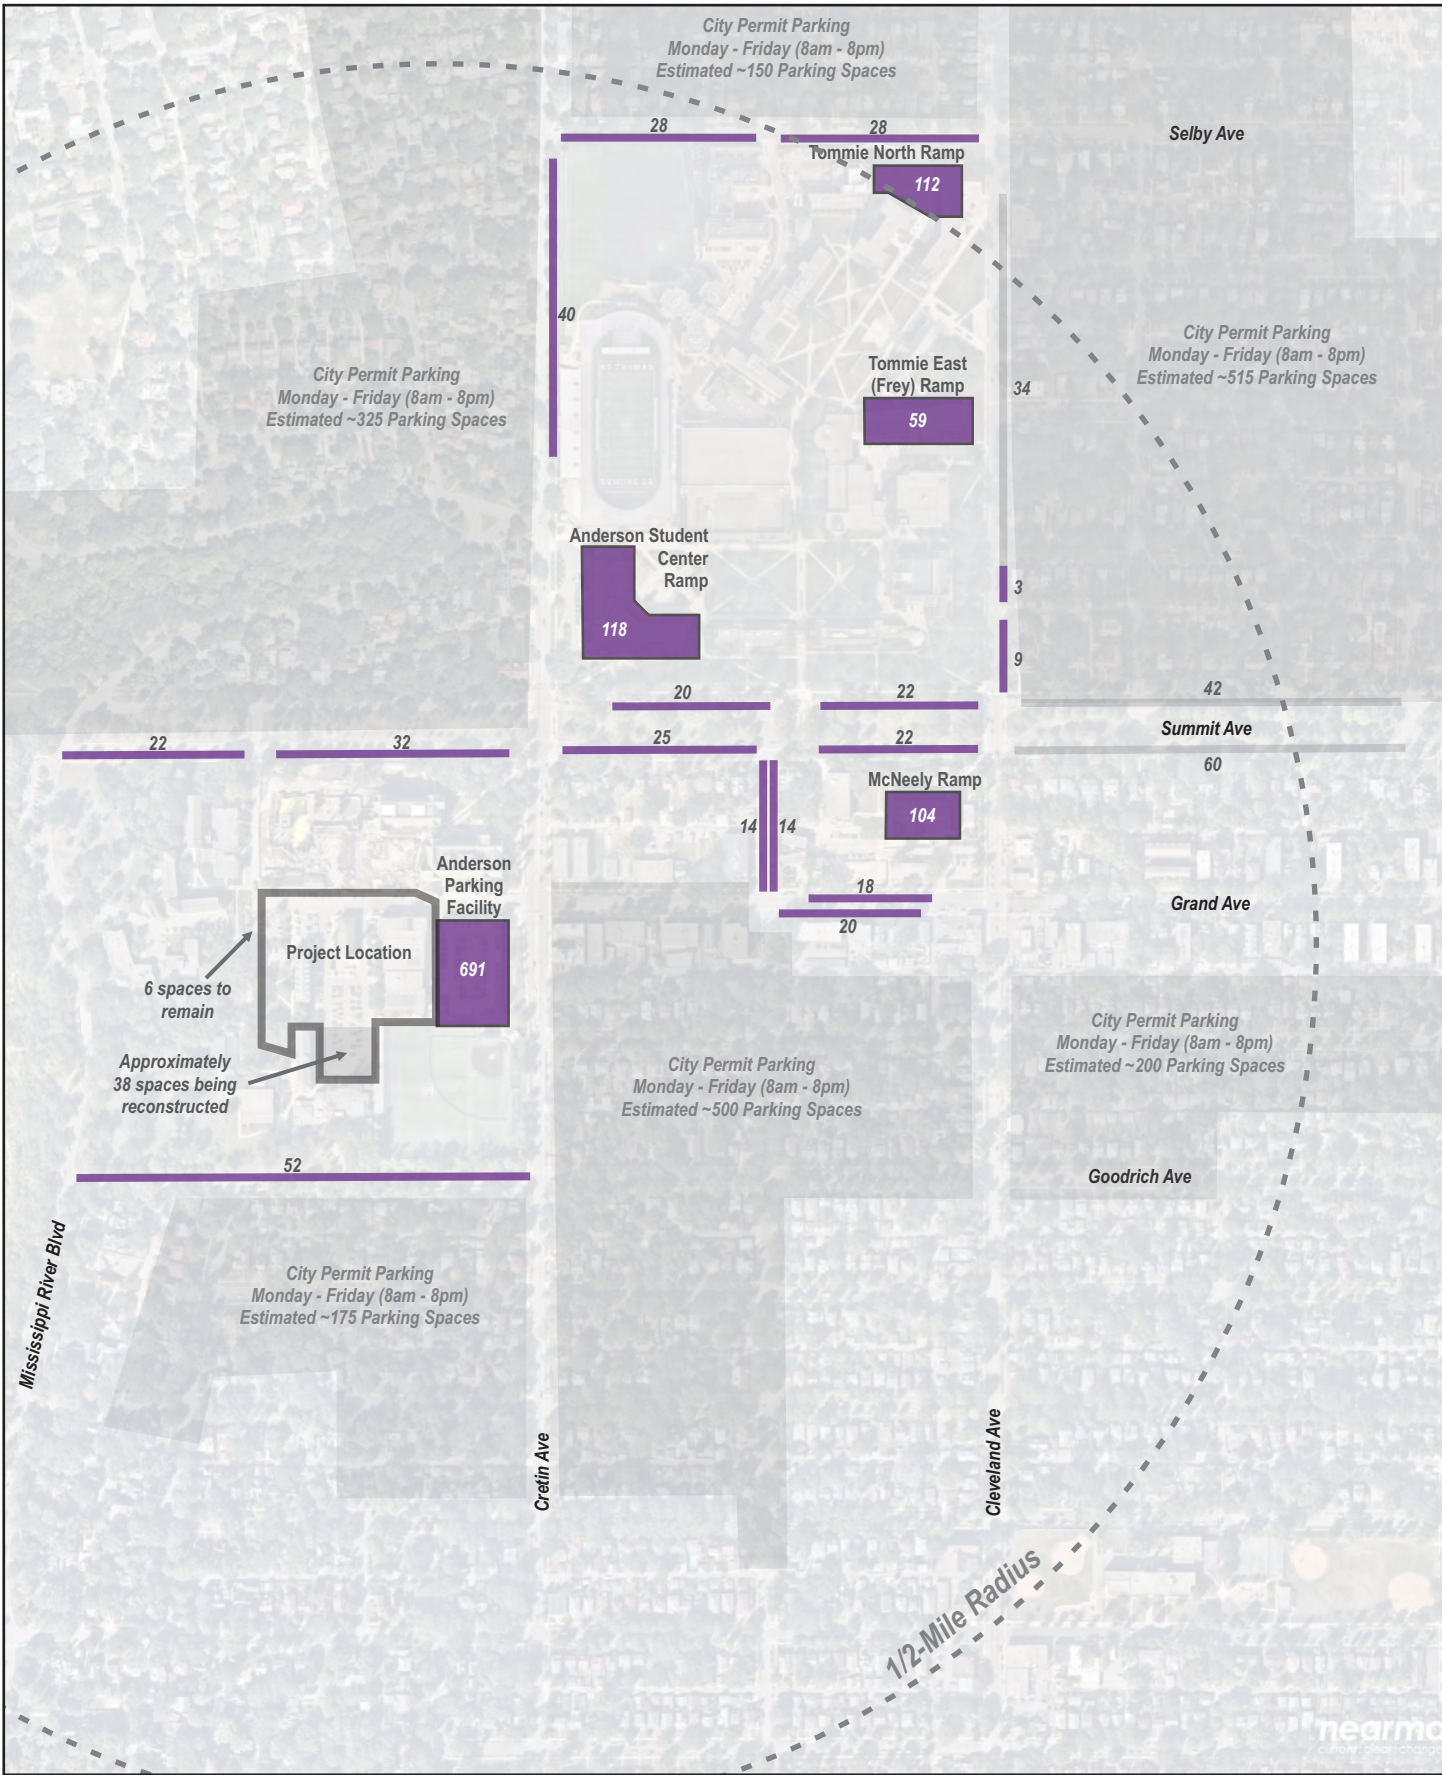 City Permit Parking
Monday - Friday (8am - 8pm)
Estimated ~150 Parking Spaces
28
28
Selby Ave
Tommie North Ramp
112
40
City Permit Parking
Monday - Friday (8am - 8pm)
Estimated ~325 Parking Spaces
City Permit Parking
Monday - Friday (8am - 8pm)
Estimated ~515 Parking Spaces
34
Tommie East
(Frey) Ramp
59
Anderson Student
Center
Ramp
118
3
9
20
22
42
Summit Ave
22
32
25
22
60
McNeely Ramp
104
14
14
18
20
Grand Ave
Anderson
Parking
Facility
691
Project Location
6 spaces to
remain
Approximately
38 spaces being
reconstructed
City Permit Parking
Monday - Friday (8am - 8pm)
Estimated ~500 Parking Spaces
City Permit Parking
Monday - Friday (8am - 8pm)
Estimated ~200 Parking Spaces
52
Goodrich Ave
Mississippi River Blvd
City Permit Parking
Monday - Friday (8am - 8pm)
Estimated ~175 Parking Spaces
Cretin Ave
Cleveland Ave
1/2-Mile Radius
nearma